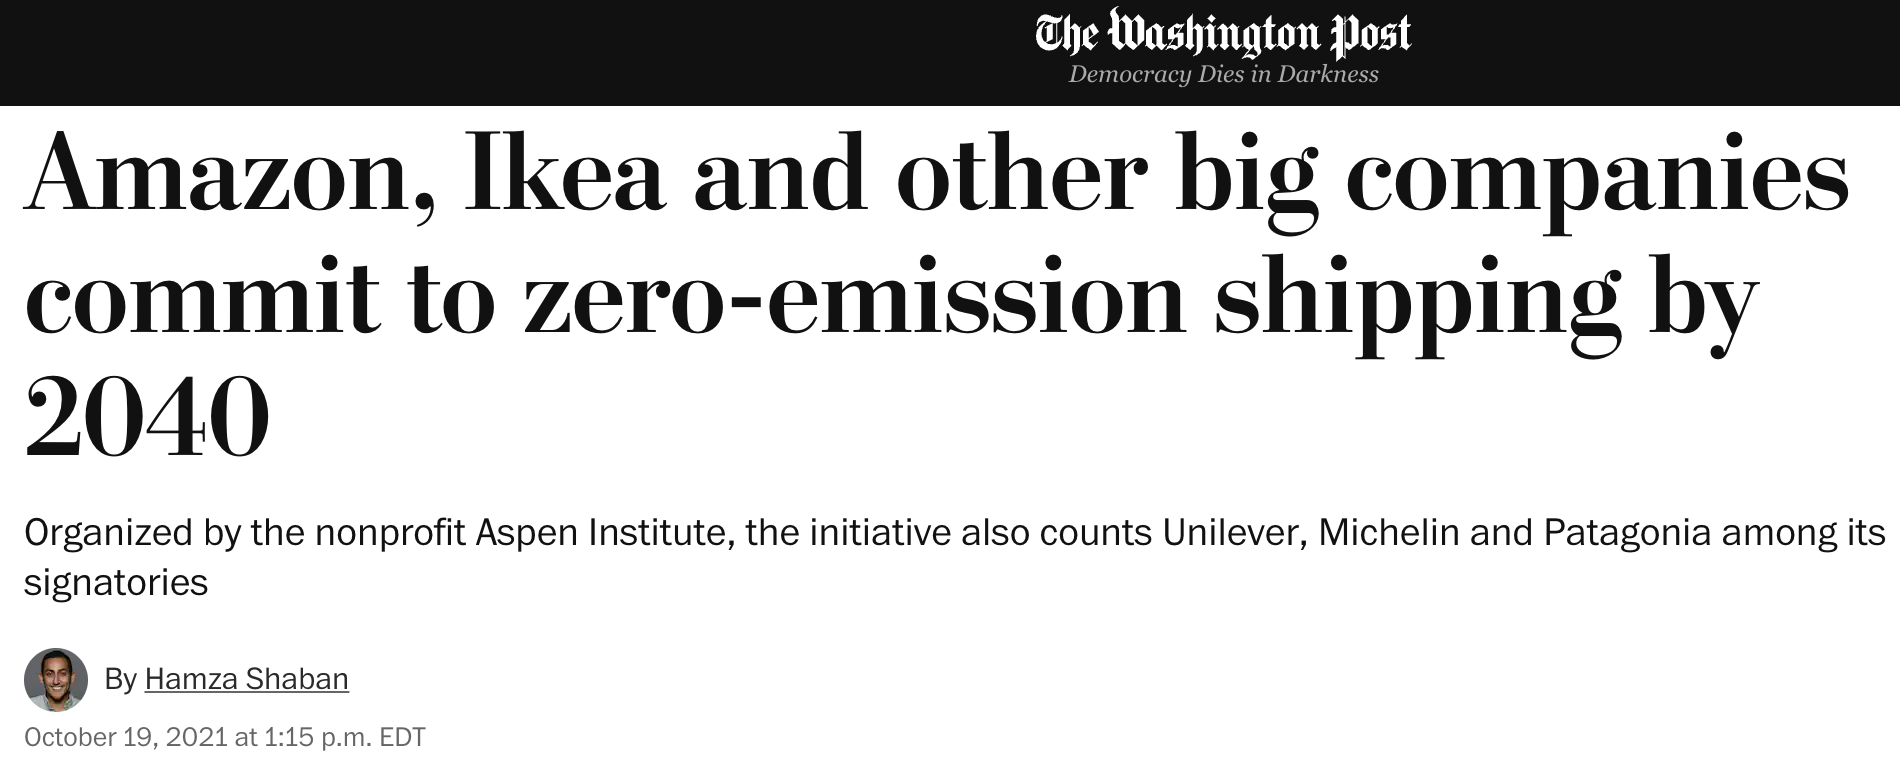 The Washington Post
Democracy Dies in Darkness
Amazon, Ikea and other big companies
commit to zero-emission shipping by
2040
Organized by the nonprofit Aspen Institute, the initiative also counts Unilever, Michelin and Patagonia among its
signatories
By Hamza Shaban
October 19, 2021 at 1:15 p.m. EDT